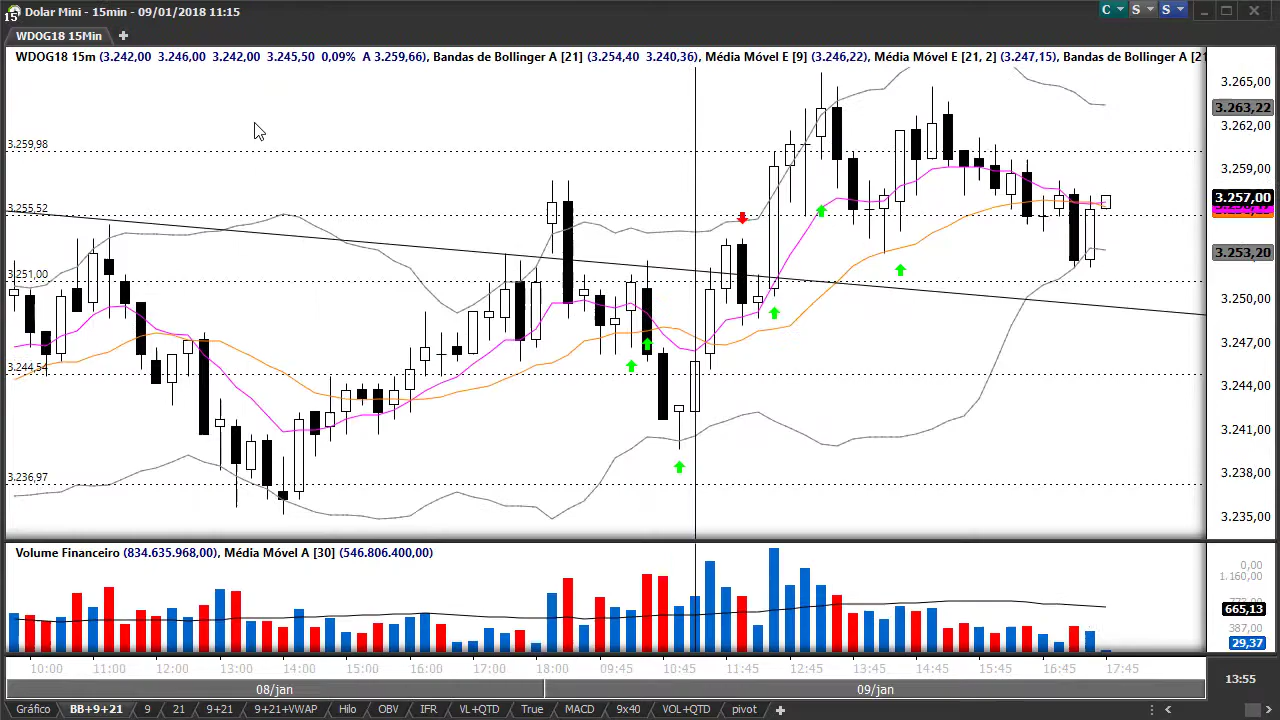 15 Dolar Mini - 15min - 09/01/2018 11:15
C S S
WDOG18 15Min
WDOG18 15m (3.242,00 3.246,00 3.242,00 3.245,50 0,09% A 3.259,66), Bandas de Bollinger A [21] (3.254,40 3.240,36), Média Móvel E [9] (3.246,22), Média Móvel E [21, 2] (3.247,15), Bandas de Bollinger A [21
3.265,00
3.263,22
3.262,00
3.259,98
3.259,00
3.257,00
3.255,52
3.253,20
3.251,00
3.250,00
3.247,00
3.244,54
3.244,00
3.241,00
3.238,00
3.236,97
3.235,00
Volume Financeiro (834.635.968,00), Média Móvel A [30] (546.806.400,00)
0,00
1.160,00
665,13
387,00
29,37
10:00 11:00 12:00 13:00 14:00 15:00 16:00 17:00 18:00 09:45 10:45 11:45 12:45 13:45 14:45 15:45 16:45 17:45
13:55
08/jan 09/jan
Gráfico BB+9+21 9 21 9+21 9+21+VWAP Hilo OBV IFR VL+QTD True MACD 9x40 VOL+QTD pivot